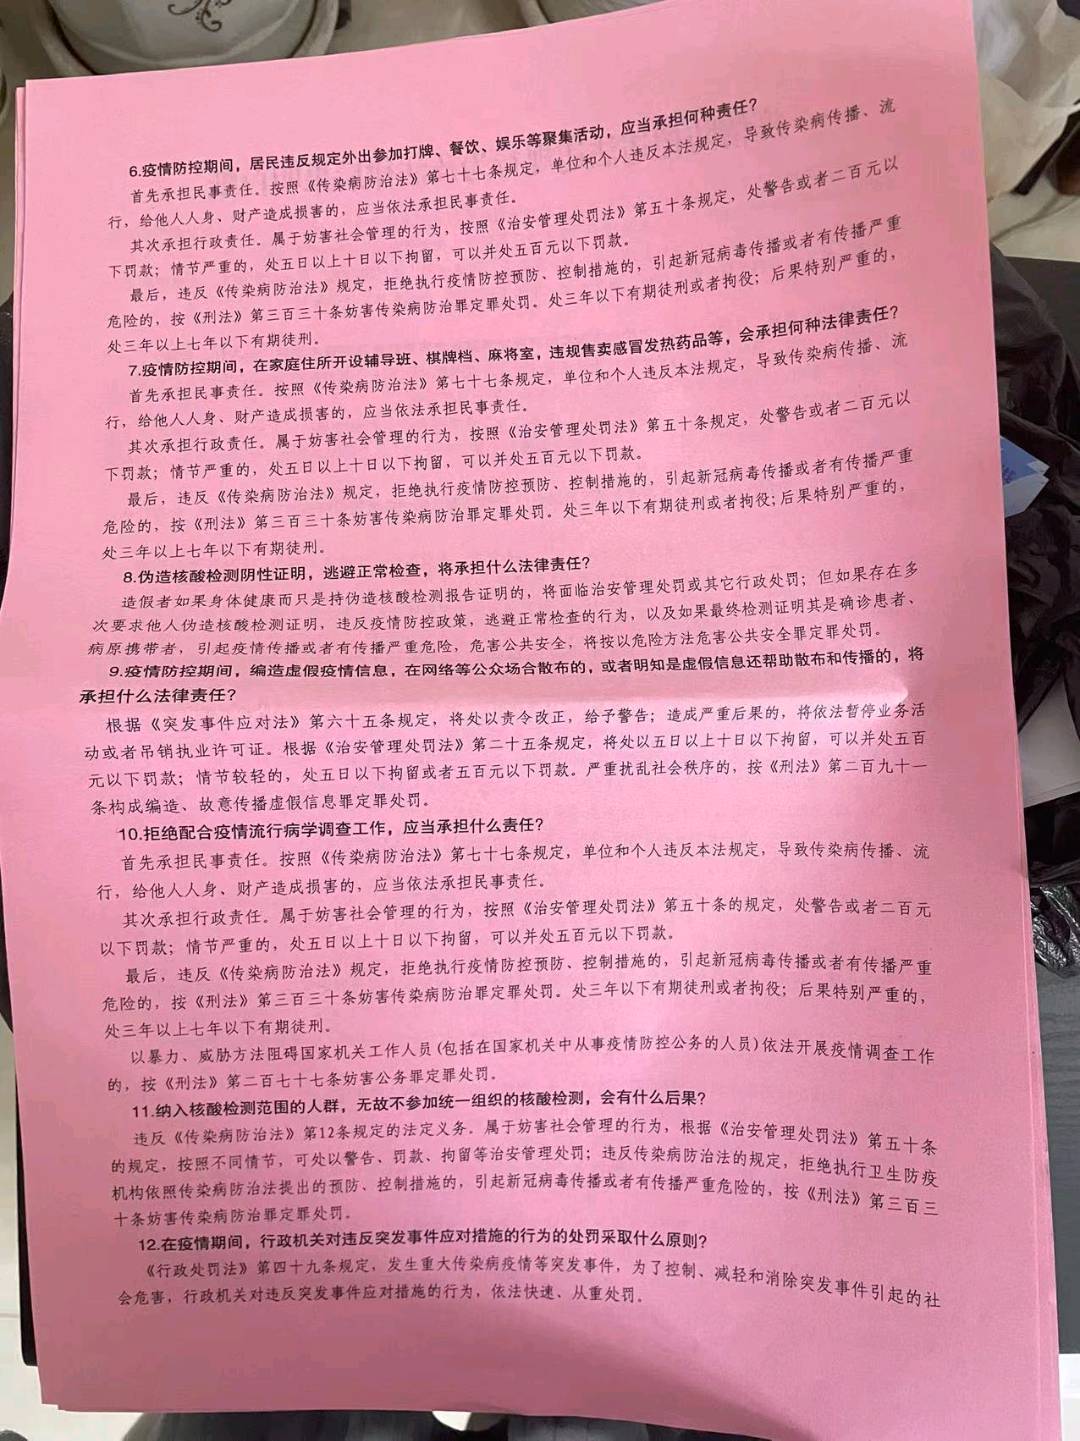 6.疫情防控期间，居民违反规定外出参加打牌、餐饮、娱乐等聚集活动，应当承担何种责任？
首先承担民事责任。按照《传染病防治法》第七十七条规定，单位和个人违反本法规定，导致传染病传播、流
行，给他人人身、财产造成损害的，应当依法承担民事责任。
其次承担行政责任。属于妨害社会管理的行为，按照《治安管理处罚法》第五十条规定，处警告或者二百元以
下罚款；情节严重的，处五日以上十日以下拘留，可以并处五百元以下罚款。
最后，违反《传染病防治法》规定，拒绝执行疫情防控预防、控制措施的，引起新冠病毒传播或者有传播严重
危险的，按《刑法》第三百三十条妨害传染病防治罪定罪处罚。处三年以下有期徒刑或者拘役；后果特别严重的，
处三年以上七年以下有期徒刑。
7.疫情防控期间，在家庭住所开设辅导班、棋牌档、麻将室，违规售卖感冒发热药品等，会承担何种法律责任？
首先承担民事责任。按照《传染病防治法》第七十七条规定，单位和个人违反本法规定，导致传染病传播、流
行，给他人人身、财产造成损害的，应当依法承担民事责任。
其次承担行政责任。属于妨害社会管理的行为，按照《治安管理处罚法》第五十条规定，处警告或者二百元以
下罚款；情节严重的，处五日以上十日以下拘留，可以并处五百元以下罚款。
最后，违反《传染病防治法》规定，拒绝执行疫情防控预防、控制措施的，引起新冠病毒传播或者有传播严重
危险的，按《刑法》第三百三十条妨害传染病防治罪定罪处罚。处三年以下有期徒刑或者拘役；后果特别严重的，
处三年以上七年以下有期徒刑。
8.伪造核酸检测阴性证明，逃避正常检查，将承担什么法律责任？
造假者如果身体健康而只是持伪造核酸检测报告证明的，将面临治安管理处罚或其它行政处罚；但如果存在多
次要求他人伪造核酸检测证明，违反疫情防控政策，逃避正常检查的行为，以及如果最终检测证明其是确诊患者、
病原携带者，引起疫情传播或者有传播严重危险，危害公共安全，将按以危险方法危害公共安全罪定罪处罚。
9.疫情防控期间，编造虚假疫情信息，在网络等公众场合散布的，或者明知是虚假信息还帮助散布和传播的，将
承担什么法律责任？
根据《突发事件应对法》第六十五条规定，将处以责令改正，给予警告；造成严重后果的，将依法暂停业务活
动或者吊销执业许可证。根据《治安管理处罚法》第二十五条规定，将处以五日以上十日以下拘留，可以并处五百
元以下罚款；情节较轻的，处五日以下拘留或者五百元以下罚款。严重扰乱社会秩序的，按《刑法》第二百九十一
条构成编造、故意传播虚假信息罪定罪处罚。
10.拒绝配合疫情流行病学调查工作，应当承担什么责任？
首先承担民事责任。按照《传染病防治法》第七十七条规定，单位和个人违反本法规定，导致传染病传播、流
行，给他人人身、财产造成损害的，应当依法承担民事责任。
其次承担行政责任。属于妨害社会管理的行为，按照《治安管理处罚法》第五十条的规定，处警告或者二百元
以下罚款；情节严重的，处五日以上十日以下拘留，可以并处五百元以下罚款。
最后，违反《传染病防治法》规定，拒绝执行疫情防控预防、控制措施的，引起新冠病毒传播或者有传播严重
危险的，按《刑法》第三百三十条妨害传染病防治罪定罪处罚。处三年以下有期徒刑或者拘役；后果特别严重的，
处三年以上七年以下有期徒刑。
以暴力、威胁方法阻碍国家机关工作人员(包括在国家机关中从事疫情防控公务的人员)依法开展疫情调查工作
的，按《刑法》第二百七十七条妨害公务罪定罪处罚。
11.纳入核酸检测范围的人群，无故不参加统一组织的核酸检测，会有什么后果？
违反《传染病防治法》第12条规定的法定义务。属于妨害社会管理的行为，根据《治安管理处罚法》第五十条
的规定，按照不同情节，可处以警告、罚款、拘留等治安管理处罚；违反传染病防治法的规定，拒绝执行卫生防疫
机构依照传染病防治法提出的预防、控制措施的，引起新冠病毒传播或者有传播严重危险的，按《刑法》第三百三
十条妨害传染病防治罪定罪处罚。
12.在疫情期间，行政机关对违反突发事件应对措施的行为的处罚采取什么原则？
《行政处罚法》第四十九条规定，发生重大传染病疫情等突发事件，为了控制、减轻和消除突发事件引起的社
会危害，行政机关对违反突发事件应对措施的行为，依法快速、从重处罚。